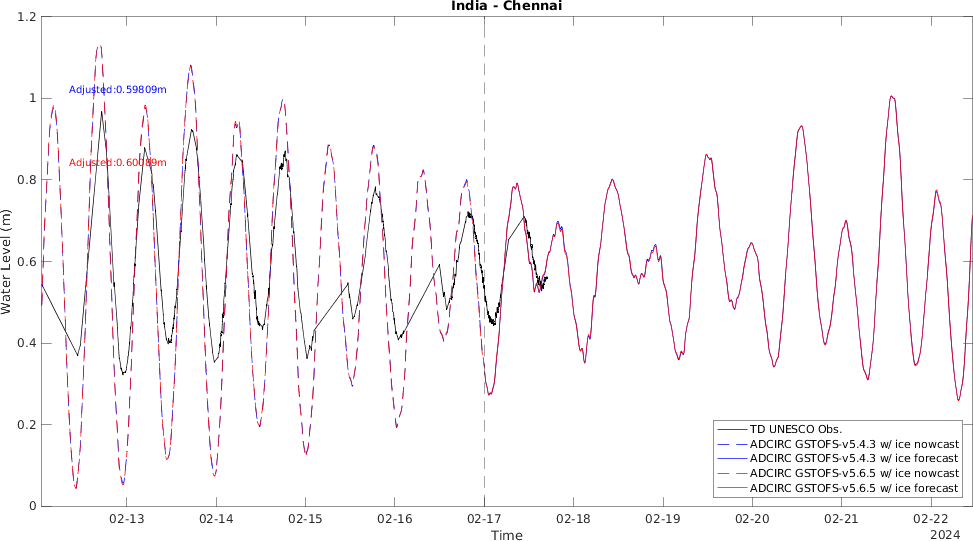 India - Chennai
1.2
1
0.8
0.6
0.4
0.2
0
Water Level (m)
Adjusted:0.59809m
Adjusted:0.60089m
TD UNESCO Obs.
ADCIRC GSTOFS-v5.4.3 w/ ice nowcast
ADCIRC GSTOFS-v5.4.3 w/ ice forecast
ADCIRC GSTOFS-v5.6.5 w/ ice nowcast
ADCIRC GSTOFS-v5.6.5 w/ ice forecast
02-13 02-14 02-15 02-16 02-17 02-18 02-19 02-20 02-21 02-22
Time
2024